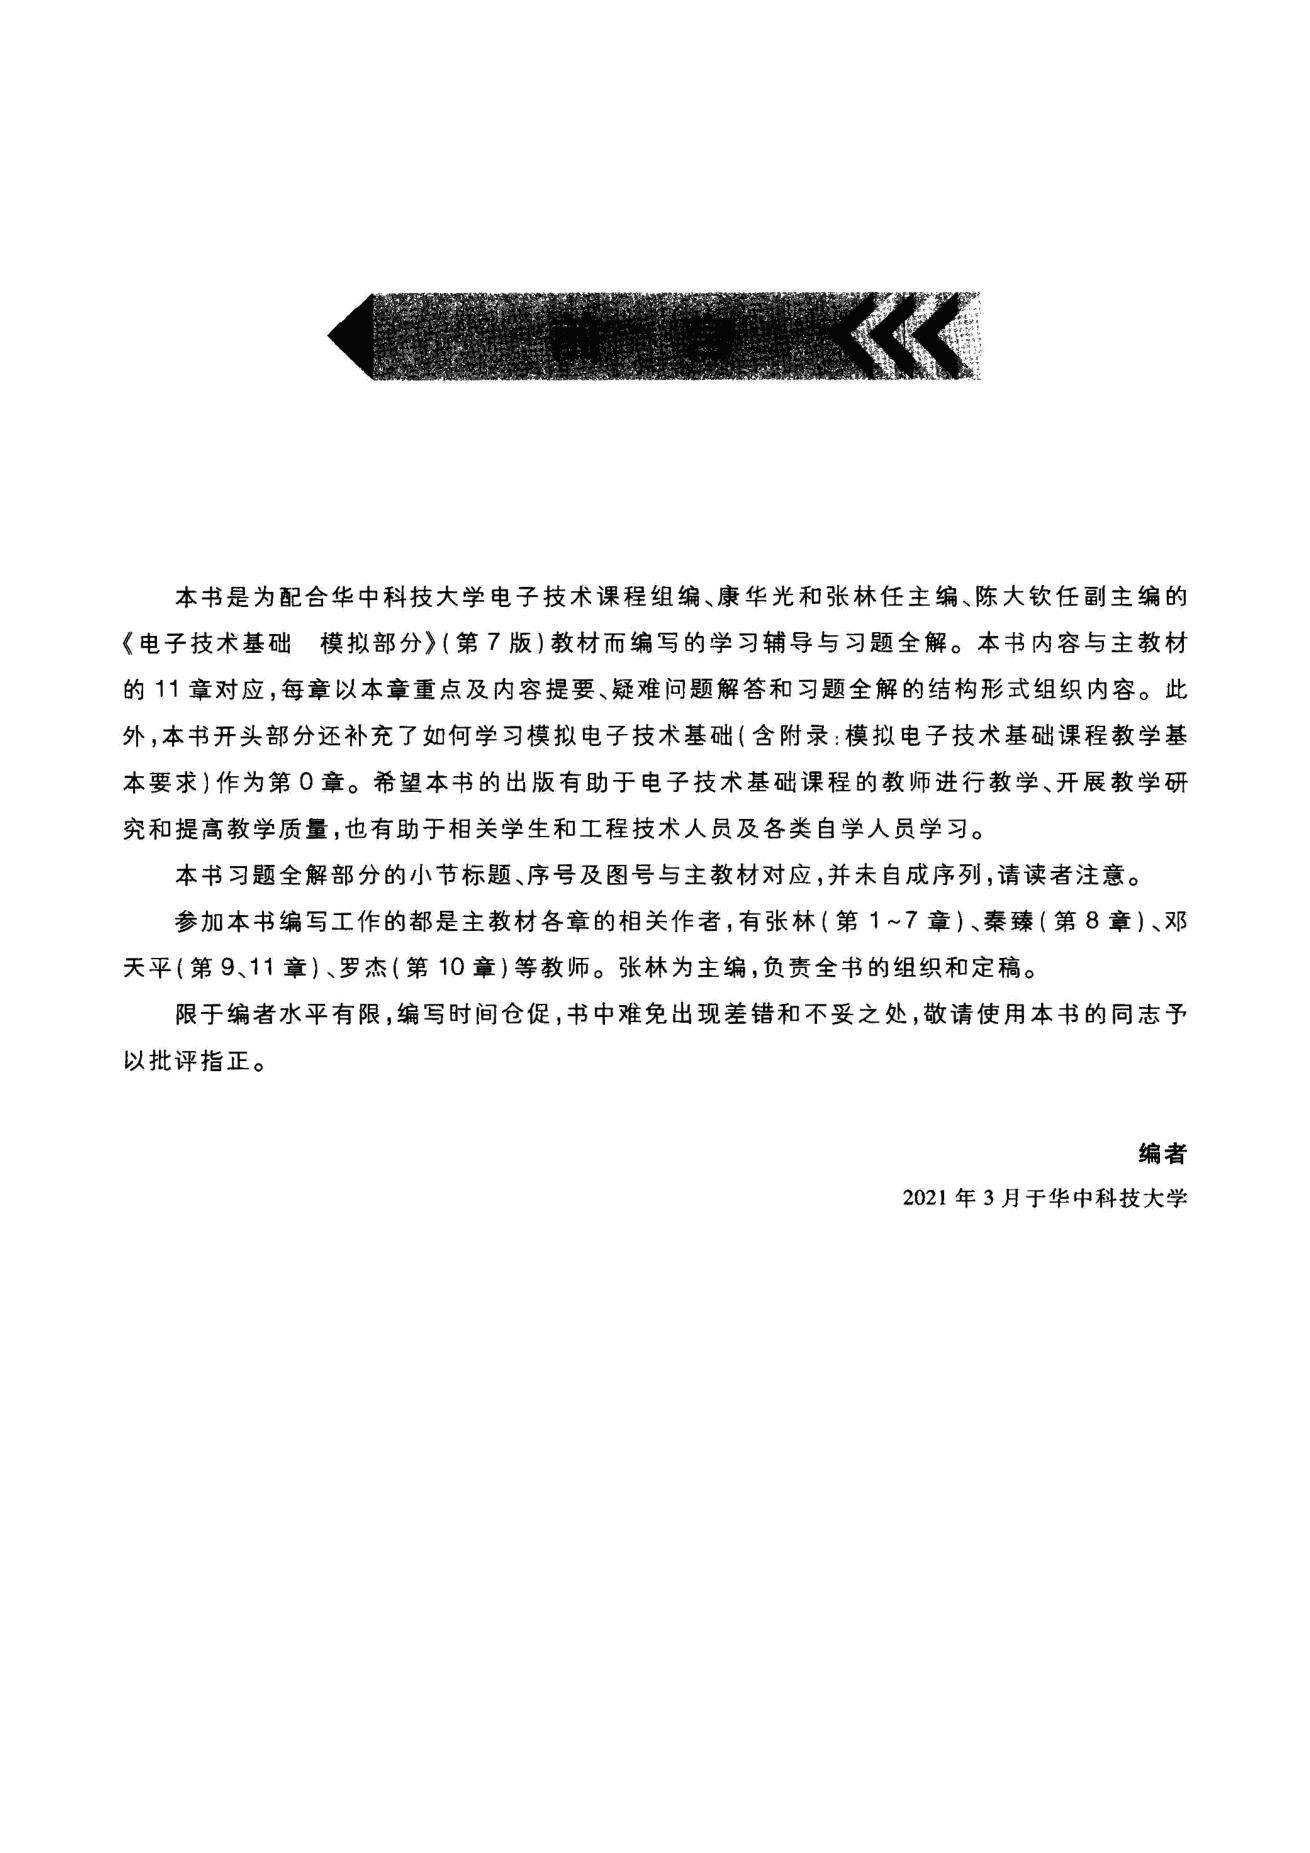 前 言
本书是为配合华中科技大学电子技术课程组编、康华光和张林任主编、陈大钦任副主编的
《电子技术基础　模拟部分》(第 7 版)教材而编写的学习辅导与习题全解。本书内容与主教材
的 11 章对应,每章以本章重点及内容提要、疑难问题解答和习题全解的结构形式组织内容。此
外,本书开头部分还补充了如何学习模拟电子技术基础(含附录:模拟电子技术基础课程教学基
本要求)作为第 0 章。希望本书的出版有助于电子技术基础课程的教师进行教学、开展教学研
究和提高教学质量,也有助于相关学生和工程技术人员及各类自学人员学习。
本书习题全解部分的小节标题、序号及图号与主教材对应,并未自成序列,请读者注意。
参加本书编写工作的都是主教材各章的相关作者,有张林(第 1~7 章)、秦臻(第 8 章)、邓
天平(第 9、11 章)、罗杰(第 10 章)等教师。张林为主编,负责全书的组织和定稿。
限于编者水平有限,编写时间仓促,书中难免出现差错和不妥之处,敬请使用本书的同志予
以批评指正。
编者
2021 年 3 月于华中科技大学